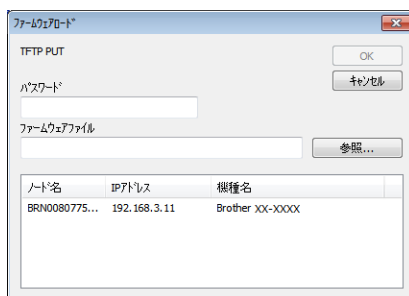 ﾌｧｰﾑｳｪｱﾛｰﾄﾞ
TFTP PUT
OK
ｷｬﾝｾﾙ
ﾊﾟｽﾜｰﾄﾞ
ﾌｧｰﾑｳｪｱﾌｧｲﾙ
参照...
ﾉｰﾄﾞ名 IPｱﾄﾞﾚｽ 機種名
BRN0080775... 192.168.3.11 Brother XX-XXXX